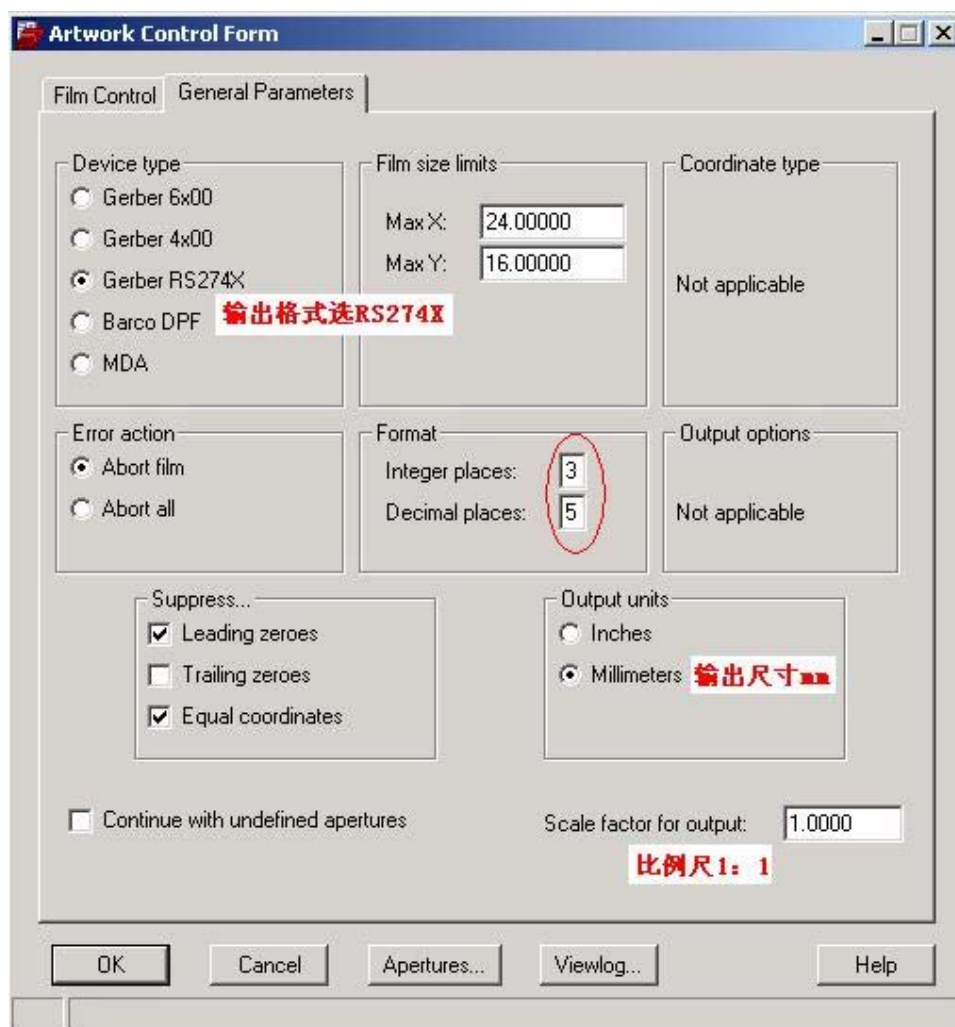 Artwork Control Form
Film Control
General Parameters
Device type
Gerber 6x00
Gerber 4x00
Gerber RS274X
输出格式选RS274X
Barco DPF
MDA
Film size limits
Max X: 24.00000
Max Y: 16.00000
Coordinate type
Not applicable
Error action
Abort film
Abort all
Format
Integer places: 3
Decimal places: 5
Output options
Not applicable
Suppress...
Leading zeroes
Trailing zeroes
Equal coordinates
Output units
Inches
Millimeters 输出尺寸mm
Continue with undefined apertures
Scale factor for output: 1.0000
比例尺1：1
OK
Cancel
Apertures...
Viewlog...
Help